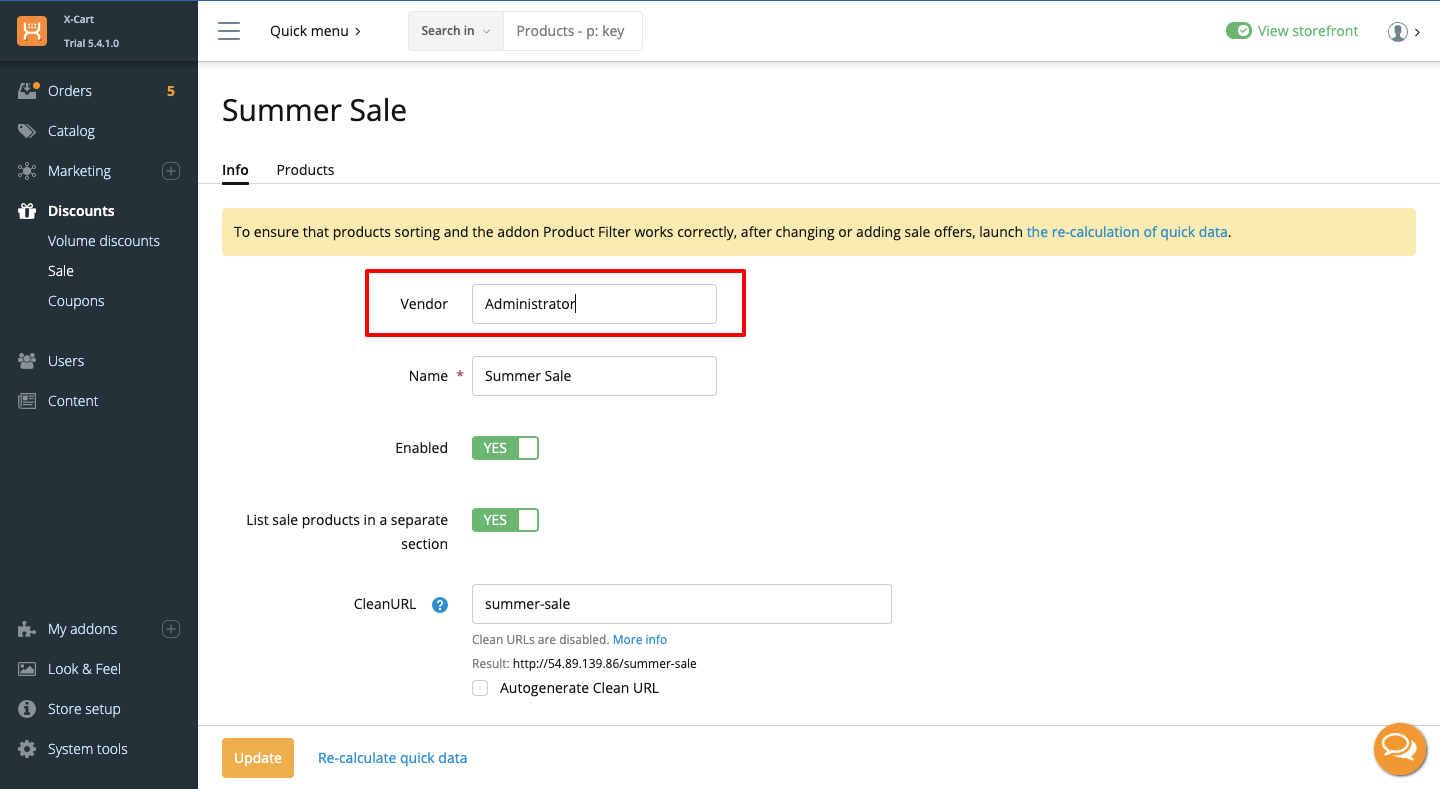 X-Cart
Trial 5.4.1.0
Quick menu
Search in
Products - p: key
View storefront
Orders 5
Catalog
Marketing
Discounts
Volume discounts
Sale
Coupons
Users
Content
My addons
Look & Feel
Store setup
System tools
Summer Sale
Info Products
To ensure that products sorting and the addon Product Filter works correctly, after changing or adding sale offers, launch the re-calculation of quick data.
Vendor Administrator
Name * Summer Sale
Enabled YES
List sale products in a separate YES
section
CleanURL ? summer-sale
Clean URLs are disabled. More info
Result: http://54.89.139.86/summer-sale
Autogenerate Clean URL
Update Re-calculate quick data